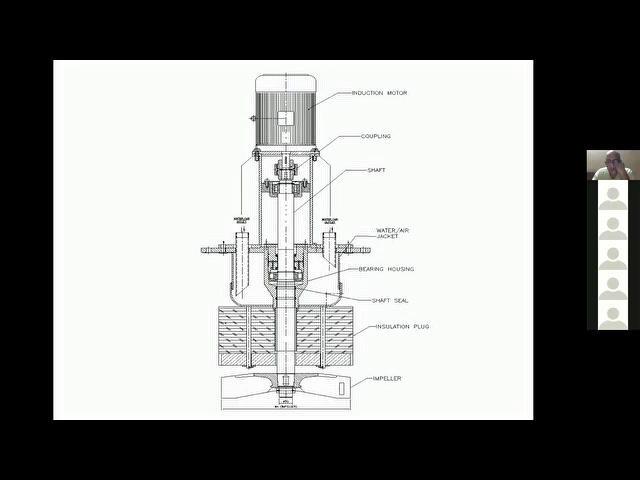 INDUCTION MOTOR
COUPLING
SHAFT
WATER/AIR
JACKET
BEARING HOUSING
SHAFT SEAL
INSULATION PLUG
IMPELLER